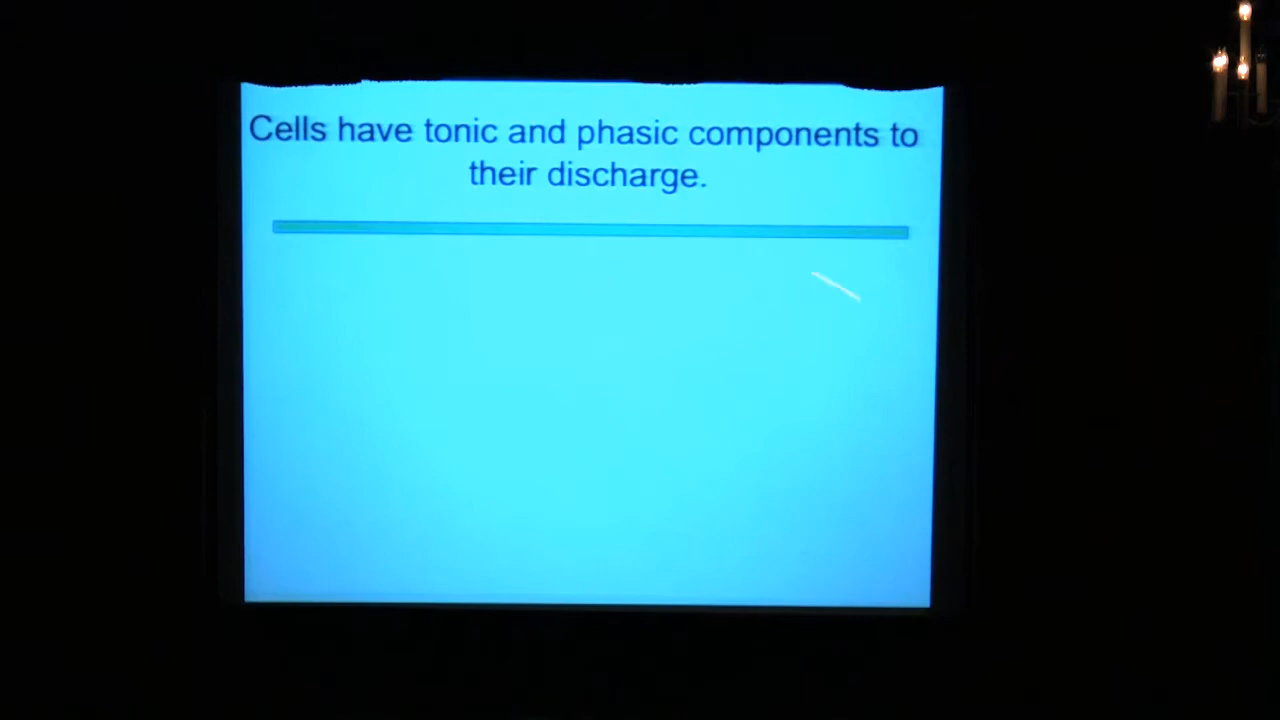 Cells have tonic and phasic components to
their discharge.